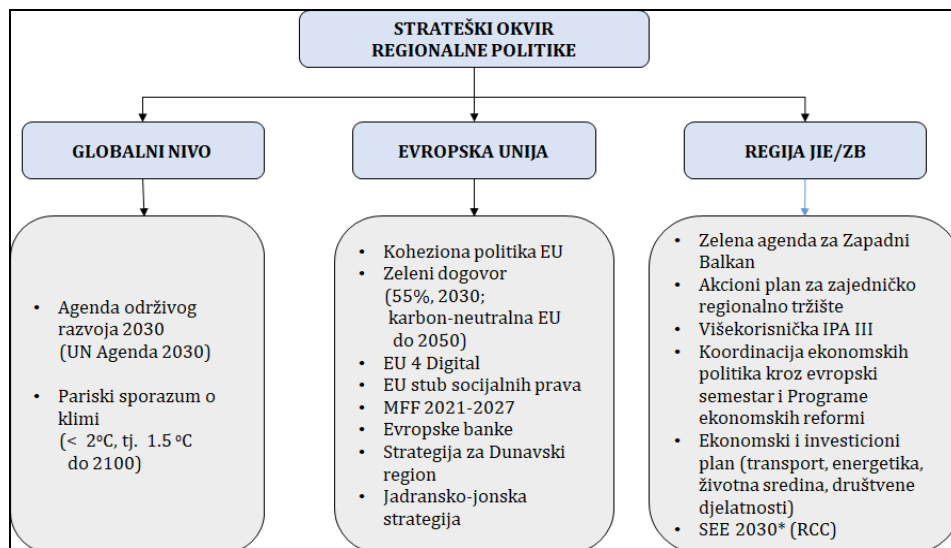 STRATEŠKI OKVIR
REGIONALNE POLITIKE
GLOBALNI NIVO
EVROPSKA UNIJA
REGIJA JIE/ZB
• Agenda održivog
razvoja 2030
(UN Agenda 2030)
• Pariski sporazum o
klimi
(< 2°C, tj. 1.5 °C
do 2100)
• Koheziona politika EU
• Zeleni dogovor
(55%, 2030;
karbon-neutralna EU
do 2050)
• EU 4 Digital
• EU stub socijalnih prava
• MFF 2021-2027
• Evropske banke
• Strategija za Dunavski
region
• Jadransko-jonska
strategija
• Zelena agenda za Zapadni
Balkan
• Akcioni plan za zajedničko
regionalno tržište
• Višekorisnička IPA III
• Koordinacija ekonomskih
politika kroz evropski
semestar i Programe
ekonomskih reformi
• Ekonomski i investicioni
plan (transport, energetika,
životna sredina, društvene
djelatnosti)
• SEE 2030* (RCC)